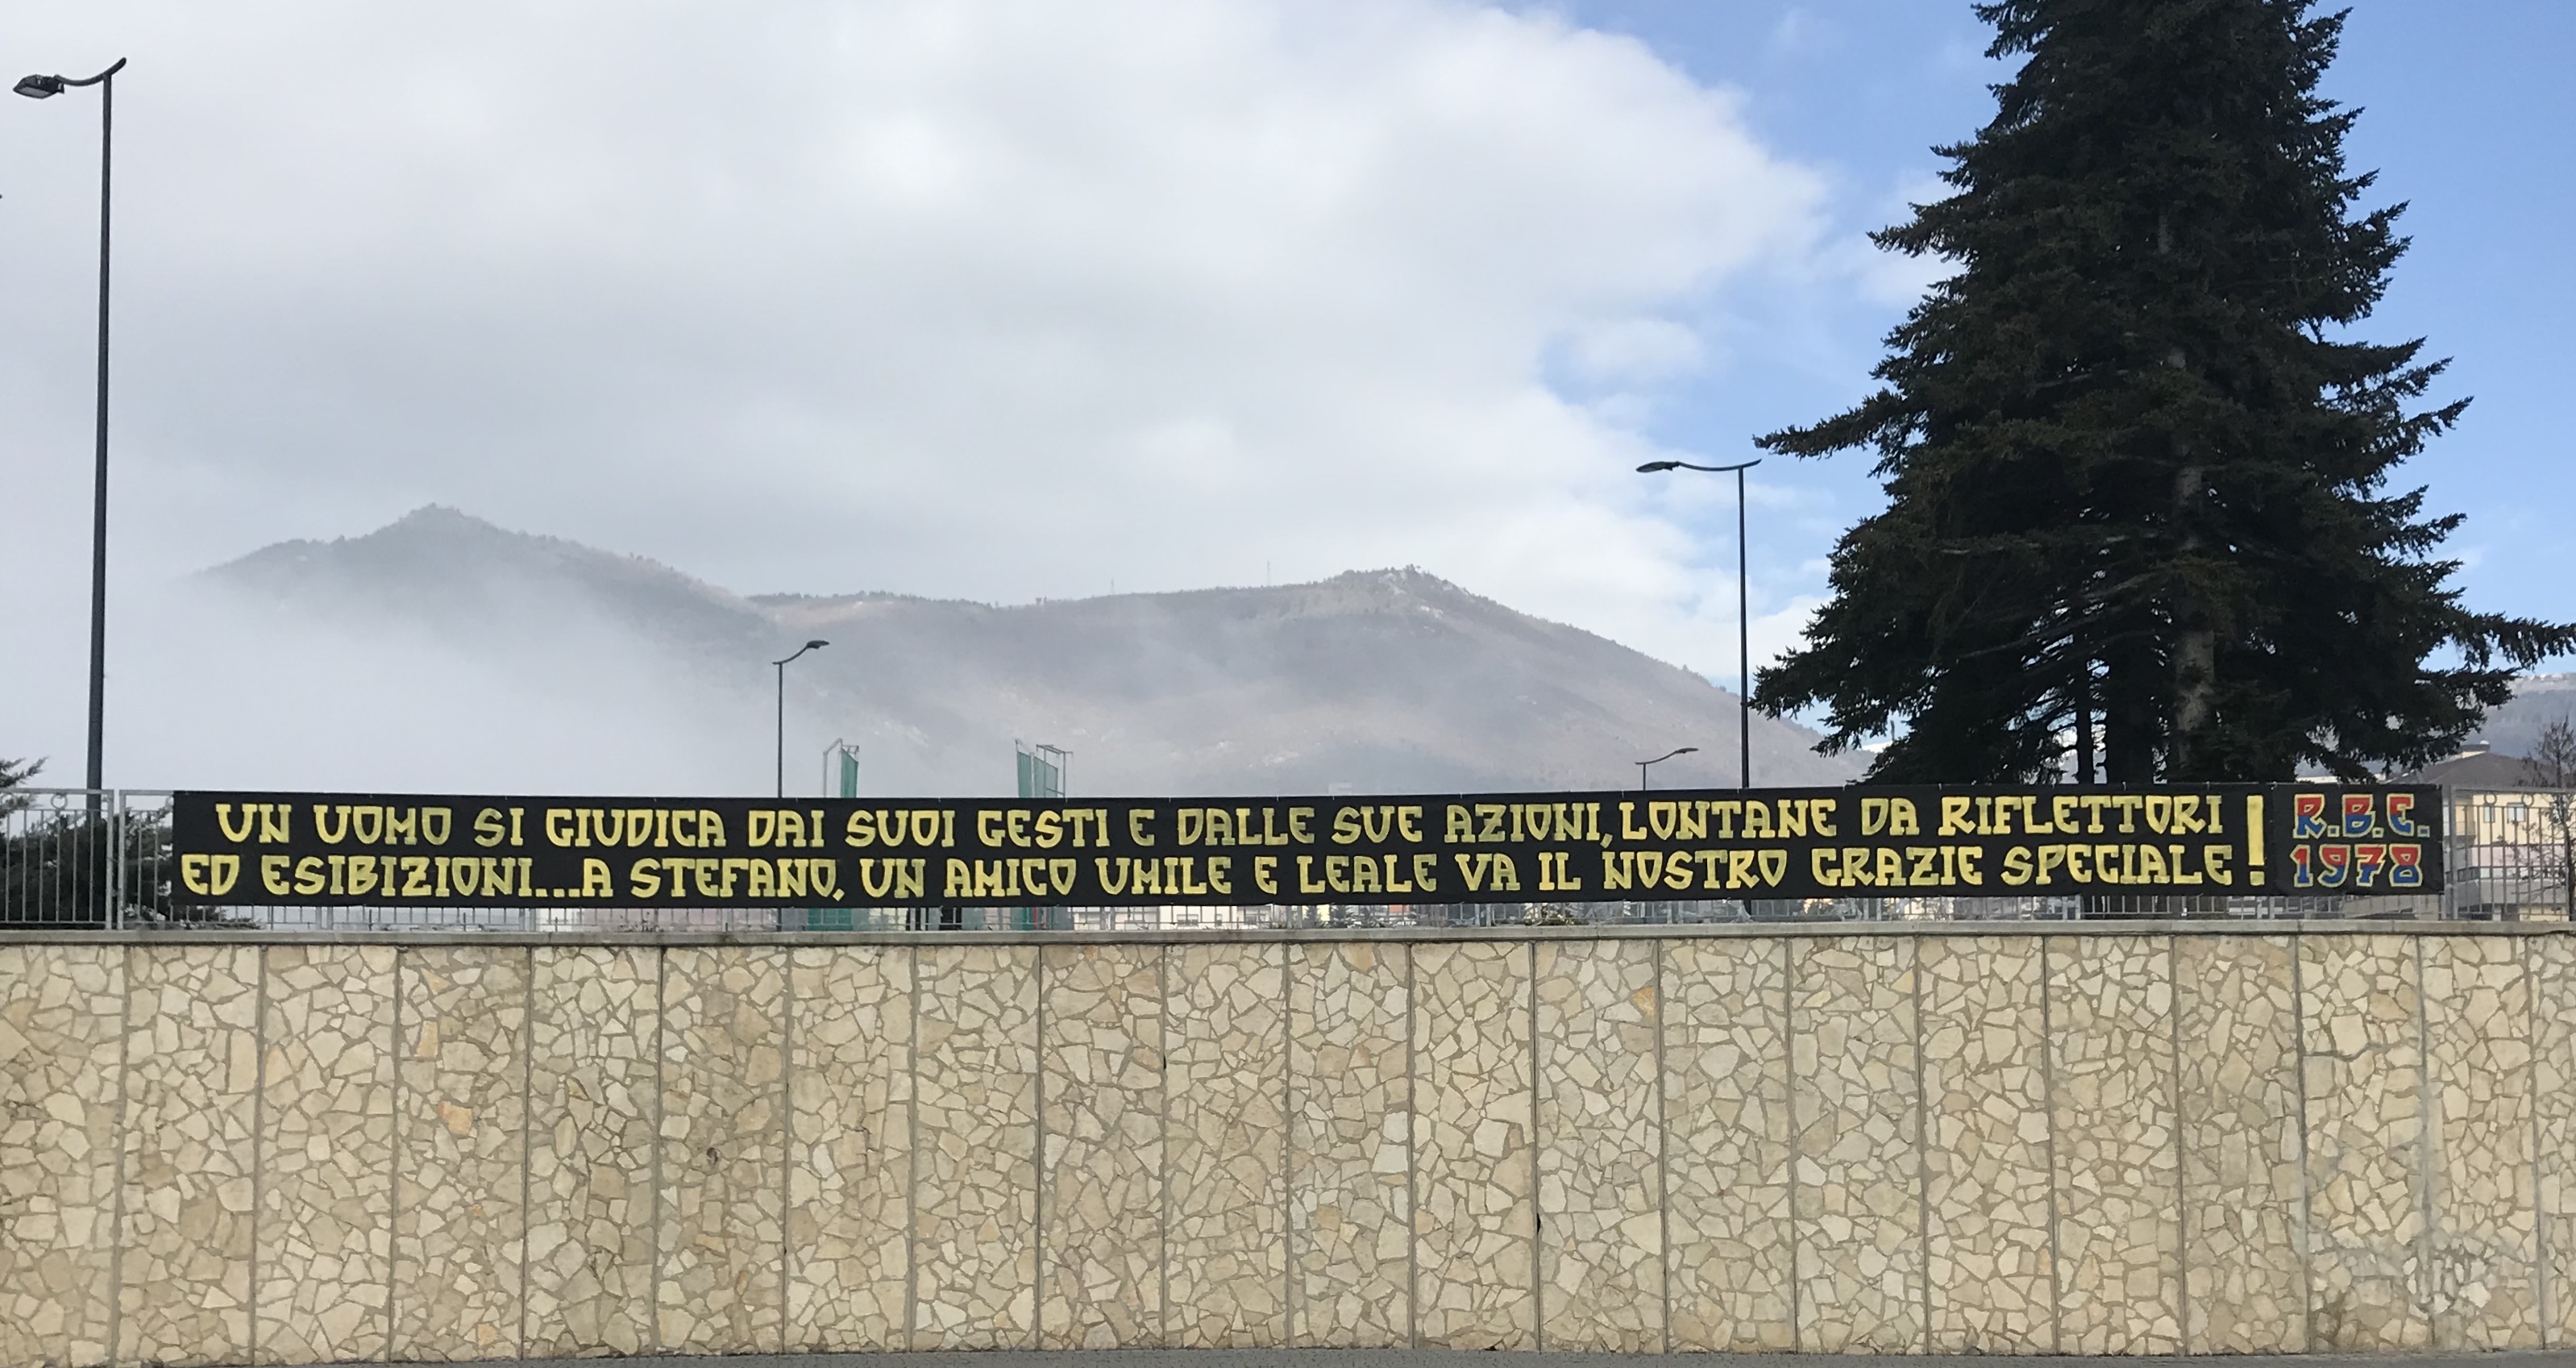 UN UOMO SI GIUDICA DAI SUOI GESTI E DALLE SUE AZIONI, LONTANE DA RIFLETTORI
ED ESIBIZIONI...A STEFANO, UN AMICO UMILE E LEALE VA IL NOSTRO GRAZIE SPECIALE !
R.B.E.
1978